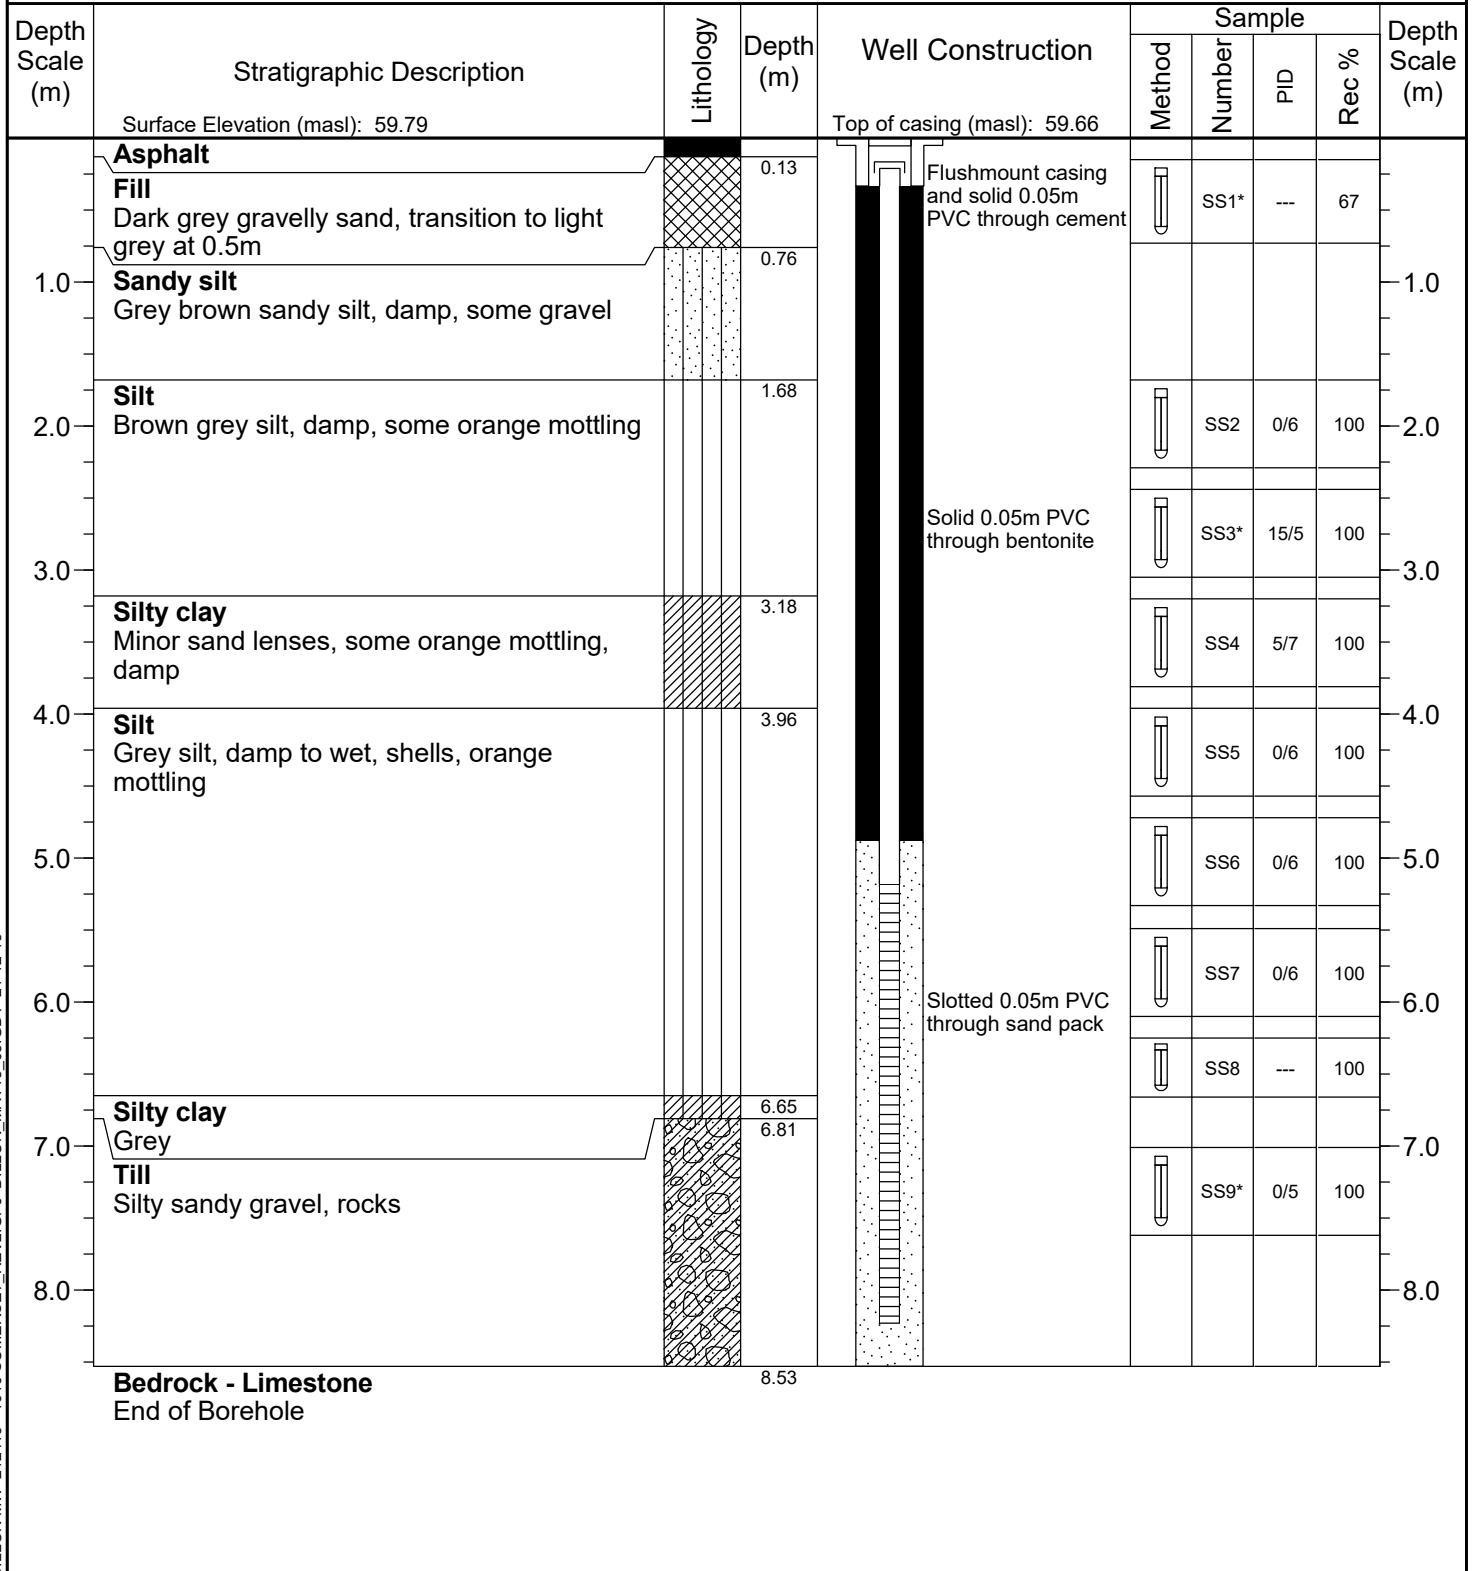 Depth
Scale
(m)
Stratigraphic Description
Surface Elevation (masl): 59.79
Lithology
Depth
(m)
Well Construction
Top of casing (masl): 59.66
Sample
Method
Number
PID
Rec %
Depth
Scale
(m)
Asphalt
0.13
Fill
Dark grey gravelly sand, transition to light
grey at 0.5m
0.76
Flushmount casing
and solid 0.05m
PVC through cement
SS1* --- 67
1.0
Sandy silt
Grey brown sandy silt, damp, some gravel
1.0
1.68
Silt
Brown grey silt, damp, some orange mottling
2.0
SS2 0/6 100
2.0
Solid 0.05m PVC
through bentonite
SS3* 15/5 100
3.0
3.0
3.18
Silty clay
Minor sand lenses, some orange mottling,
damp
SS4 5/7 100
4.0
4.0
3.96
Silt
Grey silt, damp to wet, shells, orange
mottling
SS5 0/6 100
5.0
SS6 0/6 100
5.0
SS7 0/6 100
6.0
Slotted 0.05m PVC
through sand pack
6.0
SS8 --- 100
6.65
Silty clay
Grey
6.81
7.0
7.0
Till
Silty sandy gravel, rocks
SS9* 0/5 100
8.0
8.0
8.53
Bedrock - Limestone
End of Borehole